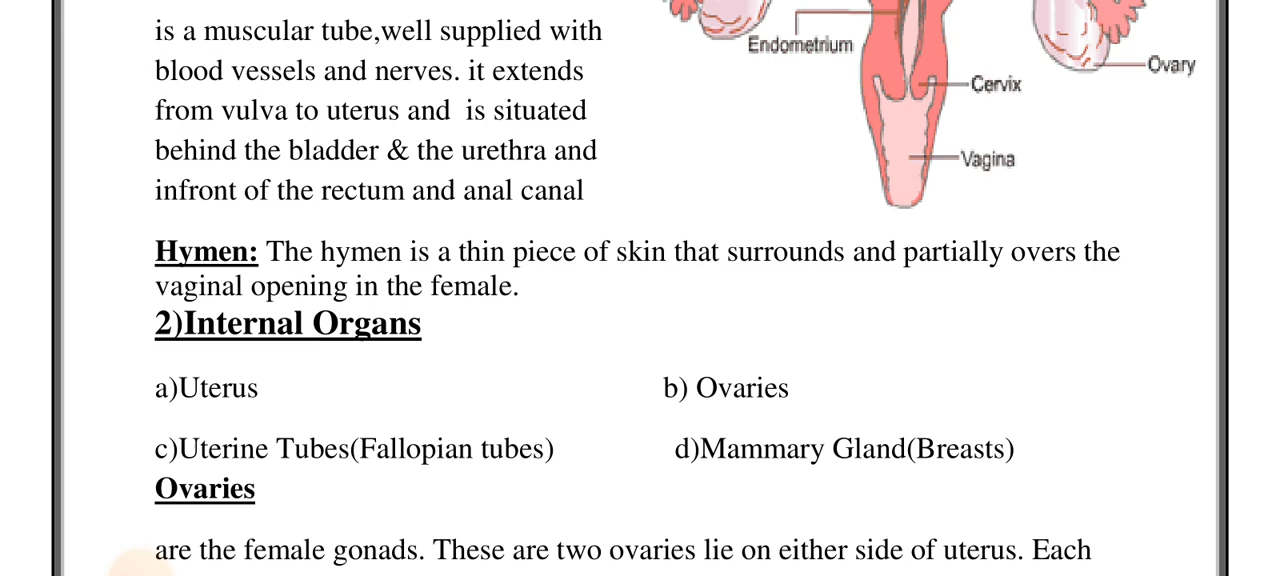 is a muscular tube,well supplied with
blood vessels and nerves. it extends
from vulva to uterus and  is situated
behind the bladder & the urethra and
infront of the rectum and anal canal
Endometrium
Ovary
Cervix
Vagina
Hymen: The hymen is a thin piece of skin that surrounds and partially overs the
vaginal opening in the female.
2)Internal Organs
a)Uterus b) Ovaries
c)Uterine Tubes(Fallopian tubes) d)Mammary Gland(Breasts)
Ovaries
are the female gonads. These are two ovaries lie on either side of uterus. Each